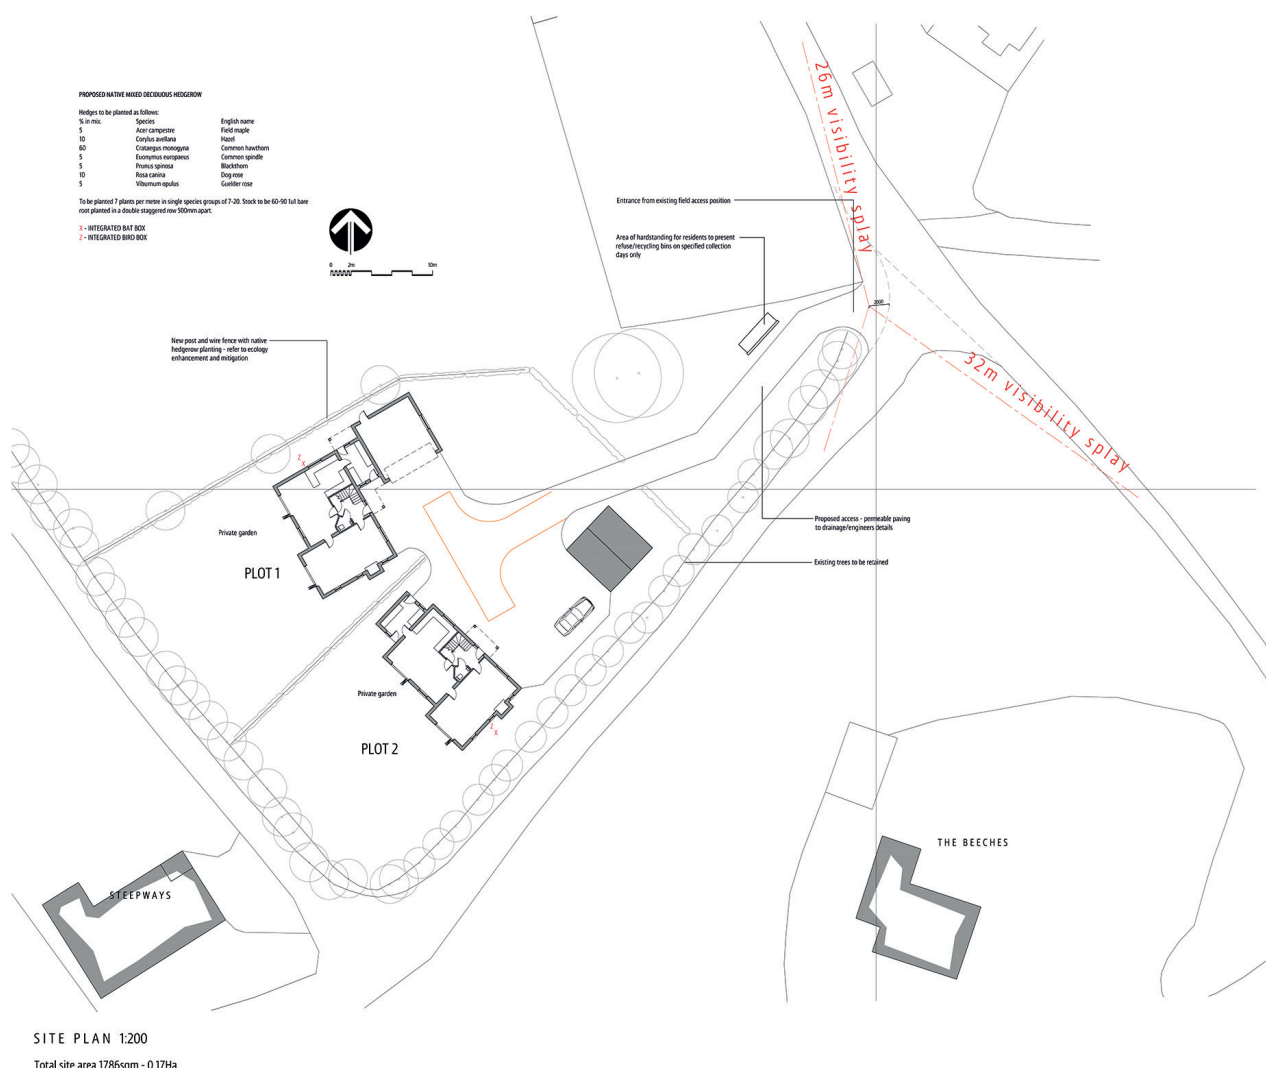 PROPOSED NATIVE MIXED DECIDUOUS HEDGEROW
Hedges to be planted as follows:
% in mix. Species English name
5 Acer campestre Field maple
10 Corylus avellana Hazel
60 Crataegus monogyna Common hawthorn
5 Euonymus europaeus Common spindle
5 Prunus spinosa Blackthorn
10 Rosa canina Dog rose
5 Viburnum opulus Guelder rose
To be planted 7 plants per metre in single species groups of 7-20. Stock to be 60-90 1u1 bare
root planted in a double staggered row 500mm apart.
X - INTEGRATED BAT BOX
Z - INTEGRATED BIRD BOX
0 2m 10m
26m visibility splay
Entrance from existing field access position
Area of hardstanding for residents to present
refuse/recycling bins on specified collection
days only
2000
32m visibility splay
New post and wire fence with native
hedgerow planting - refer to ecology
enhancement and mitigation
Z
X
Private garden
PLOT 1
Proposed access - permeable paving
to drainage/engineers details
Existing trees to be retained
Private garden
Z
X
PLOT 2
THE BEECHES
STEEPWAYS
SITE PLAN 1:200
Total site area 1786sqm - 0.17Ha